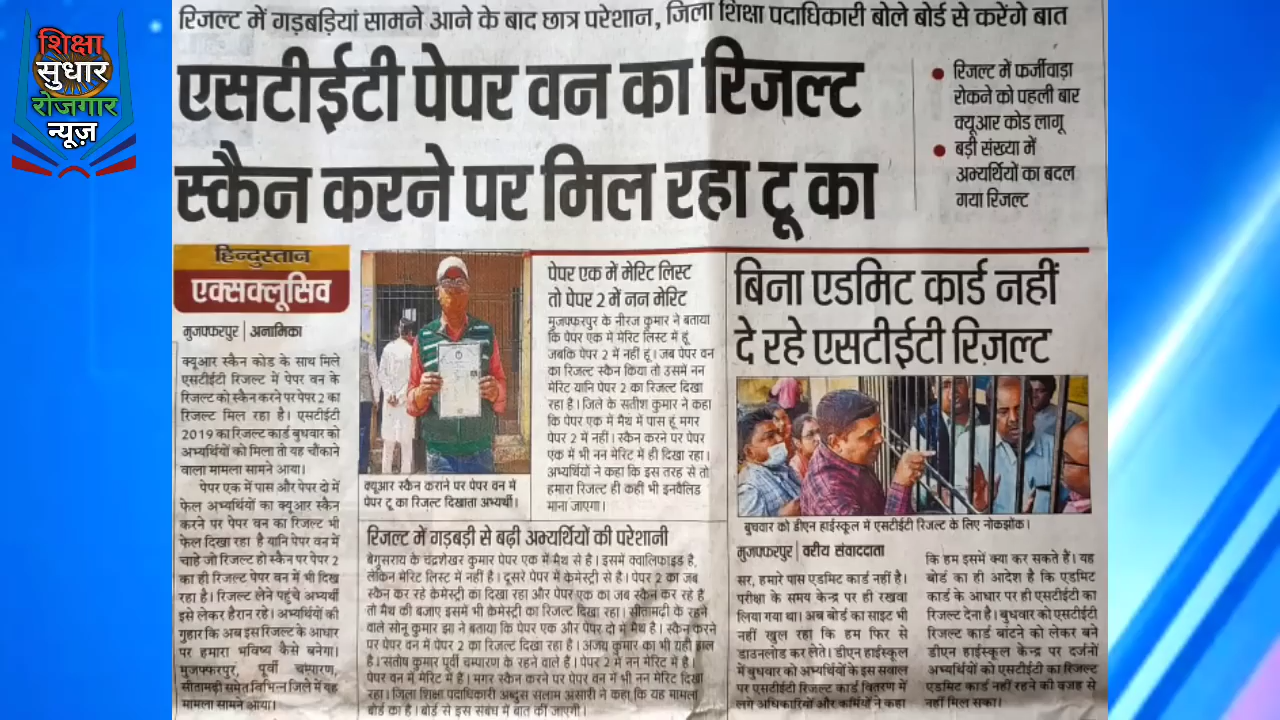 शिक्षा
सुधार
रोजगार
न्यूज़
रिजल्ट में गड़बड़ियां सामने आने के बाद छात्र परेशान, जिला शिक्षा पदाधिकारी बोले बोर्ड से करेंगे बात
एसटीईटी पेपर वन का रिजल्ट
स्कैन करने पर मिल रहा टू का
रिजल्ट में फर्जीवाड़ा
रोकने को पहली बार
क्यूआर कोड लागू
बड़ी संख्या में
अभ्यर्थियों का बदल
गया रिजल्ट
हिन्दुस्तान
एक्सक्लूसिव
मुजफ्फरपुर | अनामिका
क्यूआर स्कैन कोड के साथ मिले
एसटीईटी रिजल्ट में पेपर वन के
रिजल्ट को स्कैन करने पर पेपर 2 का
रिजल्ट मिल रहा है। एसटीईटी
2019 का रिजल्ट कार्ड बुधवार को
अभ्यर्थियों को मिला तो यह चौंकाने
वाला मामला सामने आया।
पेपर एक में पास और पेपर दो में
फेल अभ्यर्थियों का क्यूआर स्कैन
करने पर पेपर वन का रिजल्ट भी
फेल दिखा रहा है यानि पेपर वन में
चाहे जो रिजल्ट हो स्कैन पर पेपर 2
का ही रिजल्ट पेपर वन में भी दिख
रहा है। रिजल्ट लेने पहुंचे अभ्यर्थी
इसे लेकर हैरान रहे। अभ्यर्थियों की
गुहार कि अब इस रिजल्ट के आधार
पर हमारा भविष्य कैसे बनेगा।
मुजफ्फरपुर, पूर्वी चम्पारण,
सीतामढ़ी समेत विभिन्न जिले में यह
मामला सामने आया।
क्यूआर स्कैन कराने पर पेपर वन में
पेपर टू का रिजल्ट दिखाता अभ्यर्थी।
पेपर एक में मेरिट लिस्ट
तो पेपर 2 में नन मेरिट
मुजफ्फरपुर के नीरज कुमार ने बताया
कि पेपर एक में मेरिट लिस्ट में हूं
जबकि पेपर 2 में नहीं हूं। जब पेपर वन
का रिजल्ट स्कैन किया तो उसमें नन
मेरिट यानि पेपर 2 का रिजल्ट दिखा
रहा है। जिले के सतीश कुमार ने कहा
कि पेपर एक में मैथ में पास हूं मगर
पेपर 2 में नहीं। स्कैन करने पर पेपर
एक में भी नन मेरिट में ही दिखा रहा।
अभ्यर्थियों ने कहा कि इस तरह से तो
हमारा रिजल्ट ही कहीं भी इनवैलिड
माना जाएगा।
रिजल्ट में गड़बड़ी से बढ़ी अभ्यर्थियों की परेशानी
बेगूसराय के चंद्रशेखर कुमार पेपर एक में मैथ से है। इसमें क्वालिफाइड है,
लेकिन मेरिट लिस्ट में नहीं है। दूसरे पेपर में केमेस्ट्री से है। पेपर 2 का जब
स्कैन कर रहे केमेस्ट्री का दिखा रहा और पेपर एक का जब स्कैन कर रहे हैं
तो मैथ की बजाए इसमें भी केमेस्ट्री का रिजल्ट दिखा रहा। सीतामढ़ी के रहने
वाले सोनू कुमार झा ने बताया कि पेपर एक और पेपर दो में मैथ है। स्कैन करने
पर पेपर वन में पेपर 2 का रिजल्ट दिखा रहा है। अजय कुमार का भी यही हाल
है। संतोष कुमार पूर्वी चम्पारण के रहने वाले हैं। पेपर 2 में नन मेरिट में है।
पेपर वन में मेरिट में है। मगर स्कैन करने पर पेपर वन में भी नन मेरिट दिखा
रहा। जिला शिक्षा पदाधिकारी अब्दुस सलाम अंसारी ने कहा कि यह मामला
बोर्ड का है। बोर्ड से इस संबंध में बात की जाएगी।
बिना एडमिट कार्ड नहीं
दे रहे एसटीईटी रिज़ल्ट
बुधवार को डीएन हाईस्कूल में एसटीईटी रिजल्ट के लिए नोकझोंक।
मुजफ्फरपुर | वरीय संवाददाता
सर, हमारे पास एडमिट कार्ड नहीं है।
परीक्षा के समय केन्द्र पर ही रखवा
लिया गया था। अब बोर्ड का साइट भी
नहीं खुल रहा कि हम फिर से
डाउनलोड कर लेते। डीएन हाईस्कूल
में बुधवार को अभ्यर्थियों के इस सवाल
पर एसटीईटी रिजल्ट कार्ड वितरण में
लगे अधिकारियों और कर्मियों ने कहा
कि हम इसमें क्या कर सकते हैं। यह
बोर्ड का ही आदेश है कि एडमिट
कार्ड के आधार पर ही एसटीईटी का
रिजल्ट देना है। बुधवार को एसटीईटी
रिजल्ट कार्ड बांटने को लेकर बने
डीएन हाईस्कूल केन्द्र पर दर्जनों
अभ्यर्थियों को एसटीईटी का रिजल्ट
एडमिट कार्ड नहीं रहने की वजह से
नहीं मिल सका।